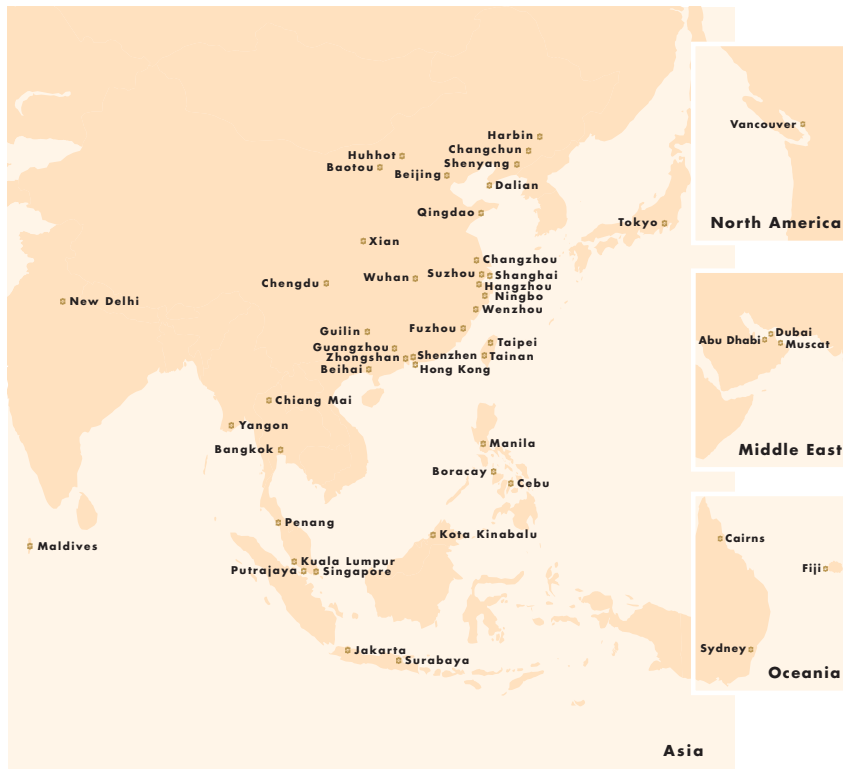 Harbin
Changchun
Huhhot
Shenyang
Baotou
Beijing
Dalian
Qingdao
Tokyo
Xian
Changzhou
Suzhou
Shanghai
Wuhan
Chengdu
Hangzhou
Ningbo
New Delhi
Wenzhou
Fuzhou
Guilin
Taipei
Guangzhou
Zhongshan
Shenzhen
Tainan
Beihai
Hong Kong
Chiang Mai
Yangon
Manila
Bangkok
Boracay
Cebu
Penang
Kota Kinabalu
Maldives
Kuala Lumpur
Putrajaya
Singapore
Jakarta
Surabaya
Asia
Vancouver
North America
Dubai
Abu Dhabi
Muscat
Middle East
Cairns
Fiji
Sydney
Oceania